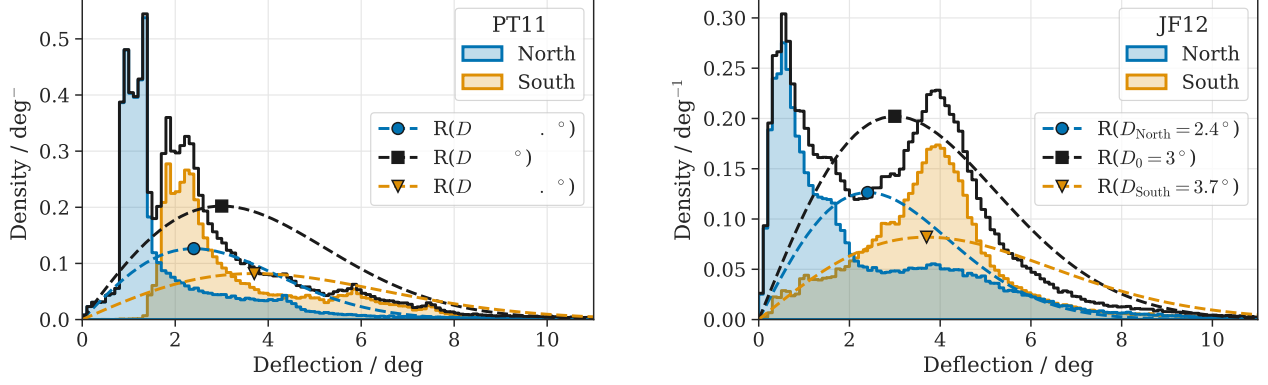 PT11
North
South
R(D . °)
R(D °)
R(D . °)
0.5
0.4
0.3
0.2
0.1
0.0
Density / deg⁻
0 2 4 6 8 10
Deflection / deg
JF12
North
South
R(D_North = 2.4°)
R(D_0 = 3°)
R(D_South = 3.7°)
0.30
0.25
0.20
0.15
0.10
0.05
0.00
Density / deg⁻¹
0 2 4 6 8 10
Deflection / deg